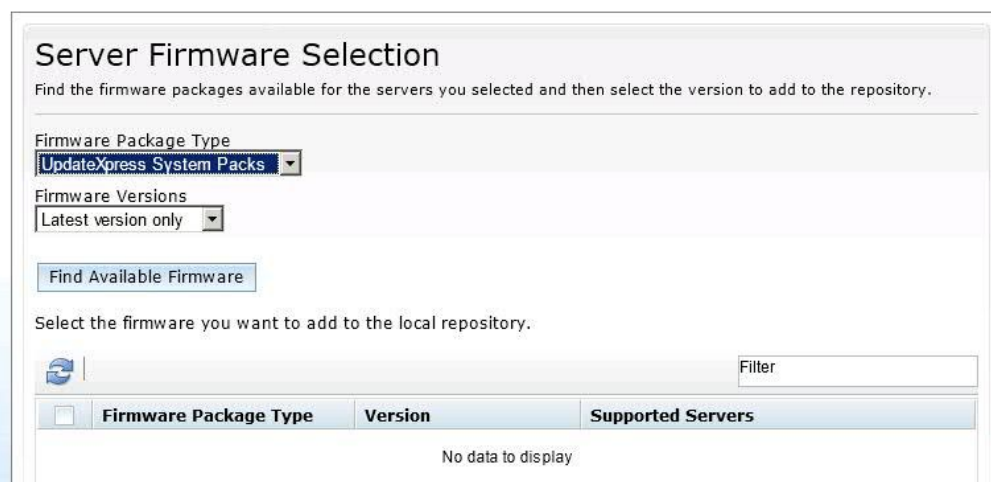 Server Firmware Selection
Find the firmware packages available for the servers you selected and then select the version to add to the repository.
Firmware Package Type
UpdateXpress System Packs
Firmware Versions
Latest version only
Find Available Firmware
Select the firmware you want to add to the local repository.
Filter
Firmware Package Type Version Supported Servers
No data to display